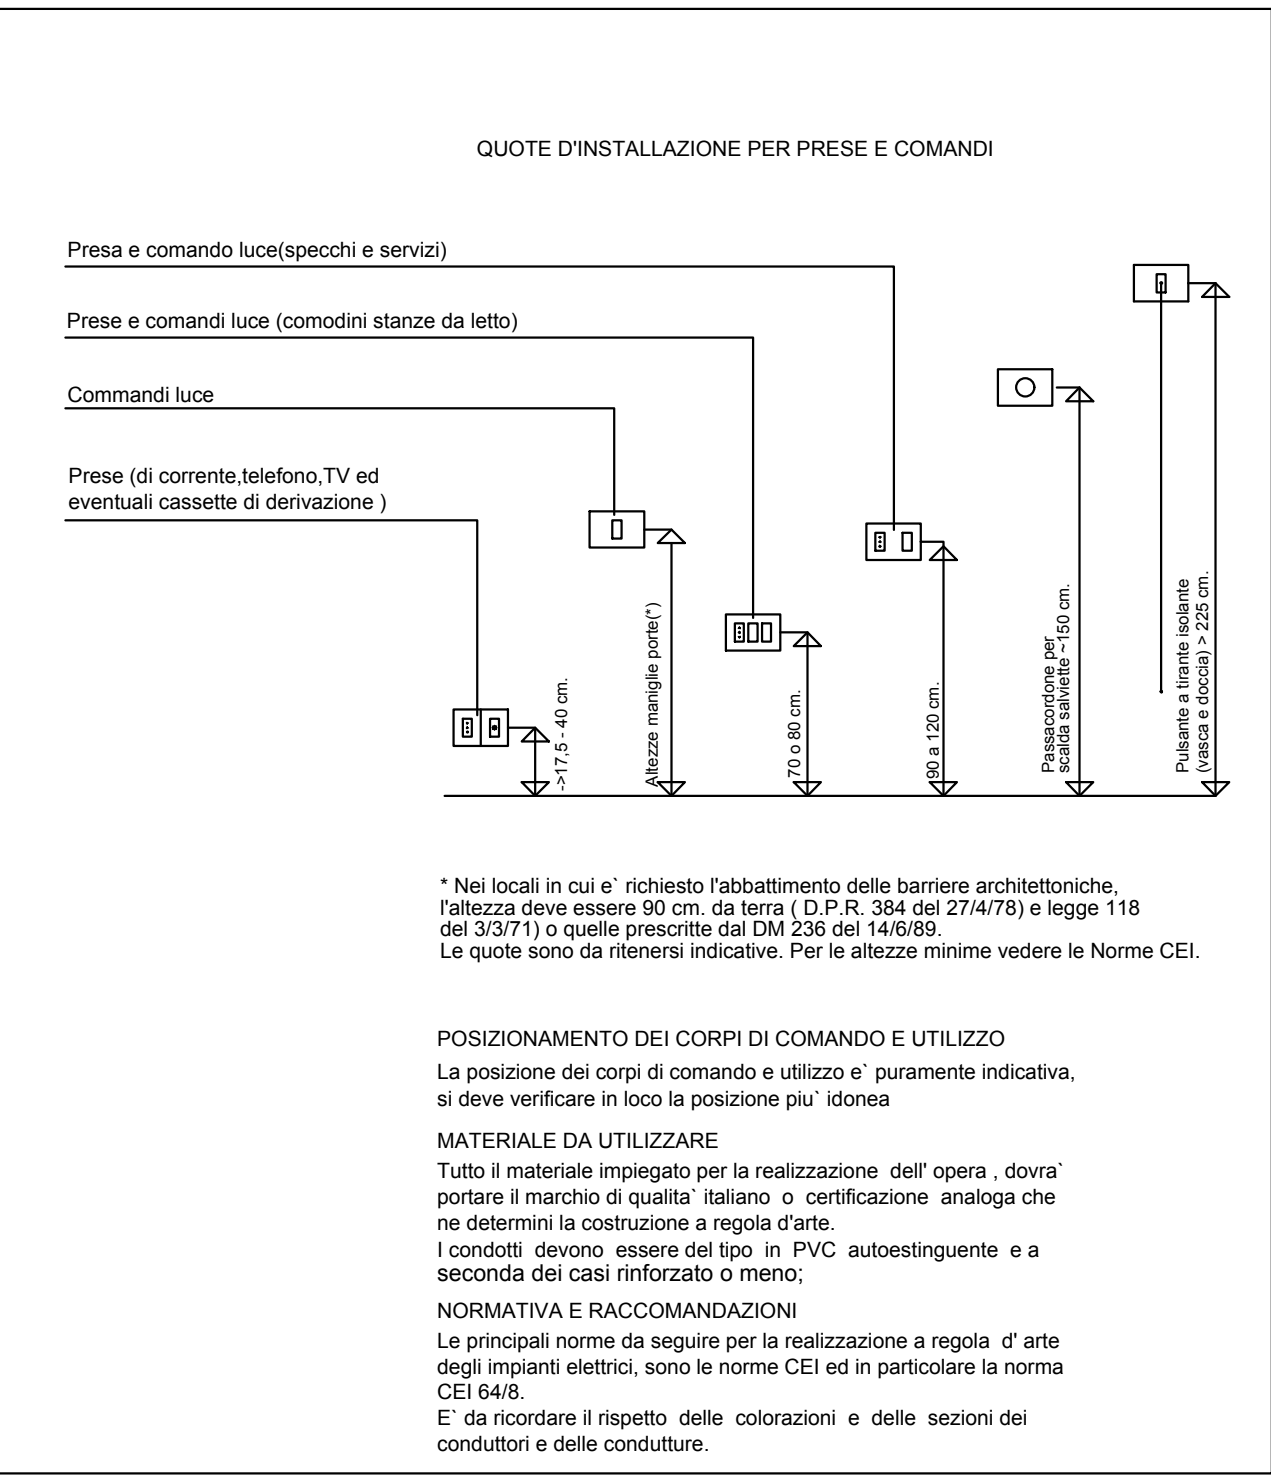 QUOTE D'INSTALLAZIONE PER PRESE E COMANDI
Presa e comando luce(specchi e servizi)
Prese e comandi luce (comodini stanze da letto)
Commandi luce
Prese (di corrente,telefono,TV ed
eventuali cassette di derivazione )
->17,5 - 40 cm.
Altezze maniglie porte(*)
70 o 80 cm.
90 a 120 cm.
Passacordone per
scalda salviette ~150 cm.
Pulsante a tirante isolante
(vasca e doccia) > 225 cm.
* Nei locali in cui e` richiesto l'abbattimento delle barriere architettoniche,
l'altezza deve essere 90 cm. da terra ( D.P.R. 384 del 27/4/78) e legge 118
del 3/3/71) o quelle prescritte dal DM 236 del 14/6/89.
Le quote sono da ritenersi indicative. Per le altezze minime vedere le Norme CEI.
POSIZIONAMENTO DEI CORPI DI COMANDO E UTILIZZO
La posizione dei corpi di comando e utilizzo e` puramente indicativa,
si deve verificare in loco la posizione piu` idonea
MATERIALE DA UTILIZZARE
Tutto il materiale impiegato per la realizzazione dell' opera , dovra`
portare il marchio di qualita` italiano o certificazione analoga che
ne determini la costruzione a regola d'arte.
I condotti devono essere del tipo in PVC autoestinguente e a
seconda dei casi rinforzato o meno;
NORMATIVA E RACCOMANDAZIONI
Le principali norme da seguire per la realizzazione a regola d' arte
degli impianti elettrici, sono le norme CEI ed in particolare la norma
CEI 64/8.
E` da ricordare il rispetto delle colorazioni e delle sezioni dei
conduttori e delle condutture.